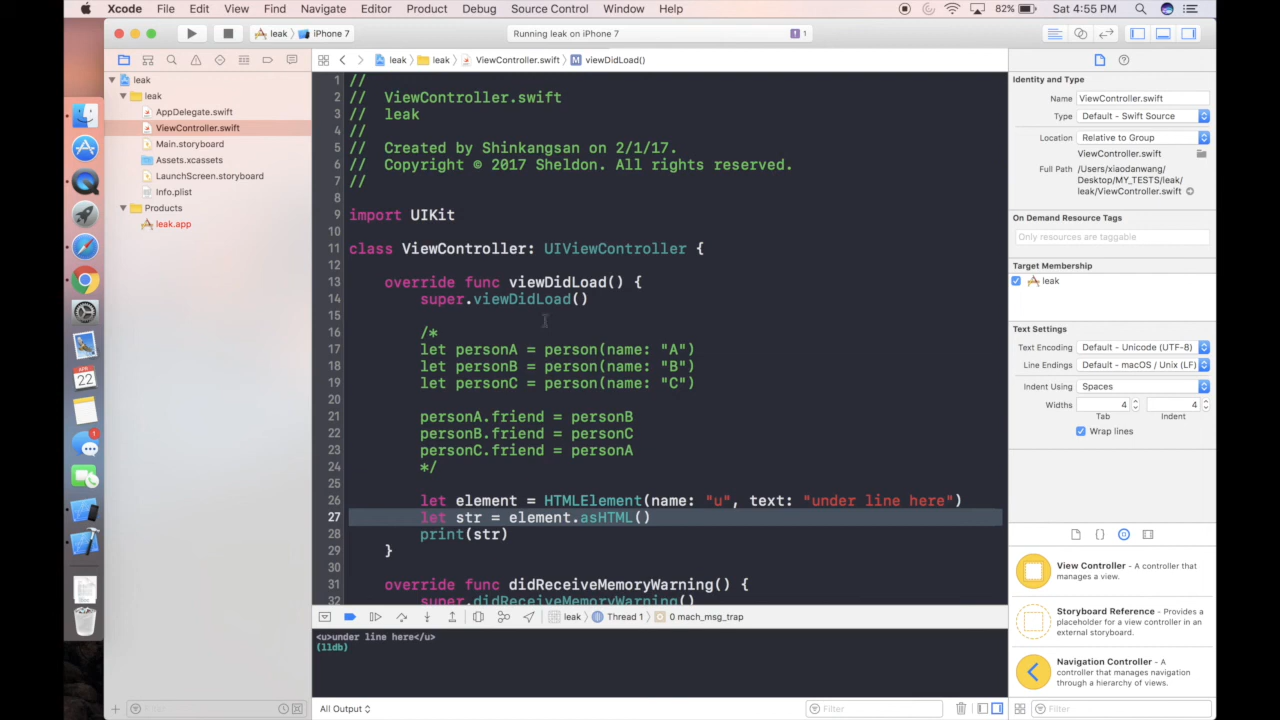 Xcode File Edit View Find Navigate Editor Product Debug Source Control Window Help 82% Sat 4:55 PM
leak iPhone 7 Running leak on iPhone 7 1
leak leak ViewController.swift M viewDidLoad()
leak
leak
AppDelegate.swift
ViewController.swift
Main.storyboard
Assets.xcassets
LaunchScreen.storyboard
Info.plist
Products
leak.app
Filter
APR
22
1
1 //
2 // ViewController.swift
3 // leak
4 //
5 // Created by Shinkangsan on 2/1/17.
6 // Copyright © 2017 Sheldon. All rights reserved.
7 //
8
9 import UIKit
10
11 class ViewController: UIViewController {
12
13 override func viewDidLoad() {
14 super.viewDidLoad()
15
16 /*
17 let personA = person(name: "A")
18 let personB = person(name: "B")
19 let personC = person(name: "C")
20
21 personA.friend = personB
22 personB.friend = personC
23 personC.friend = personA
24 */
25
26 let element = HTMLElement(name: "u", text: "under line here")
27 let str = element.asHTML()
28 print(str)
29 }
30
31 override func didReceiveMemoryWarning() {
32 super.didReceiveMemoryWarning()
leak Thread 1 0 mach_msg_trap
<u>under line here</u>
(lldb)
All Output Filter
Identity and Type
Name ViewController.swift
Type Default - Swift Source
Location Relative to Group
ViewController.swift
Full Path /Users/xiaodanwang/
Desktop/MY_TESTS/leak/
leak/ViewController.swift
On Demand Resource Tags
Only resources are taggable
Target Membership
leak
Text Settings
Text Encoding Default - Unicode (UTF-8)
Line Endings Default - macOS / Unix (LF)
Indent Using Spaces
Widths 4 4
Tab Indent
Wrap lines
{ }
View Controller - A controller that
manages a view.
Storyboard Reference - Provides a
placeholder for a view controller in an
external storyboard.
Navigation Controller - A
controller that manages navigation
through a hierarchy of views.
Filter